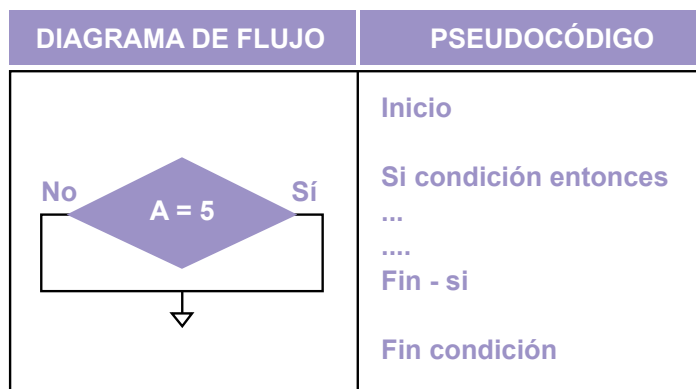 DIAGRAMA DE FLUJO
PSEUDOCÓDIGO
No
Sí
A = 5
Inicio
Si condición entonces
...
....
Fin - si
Fin condición